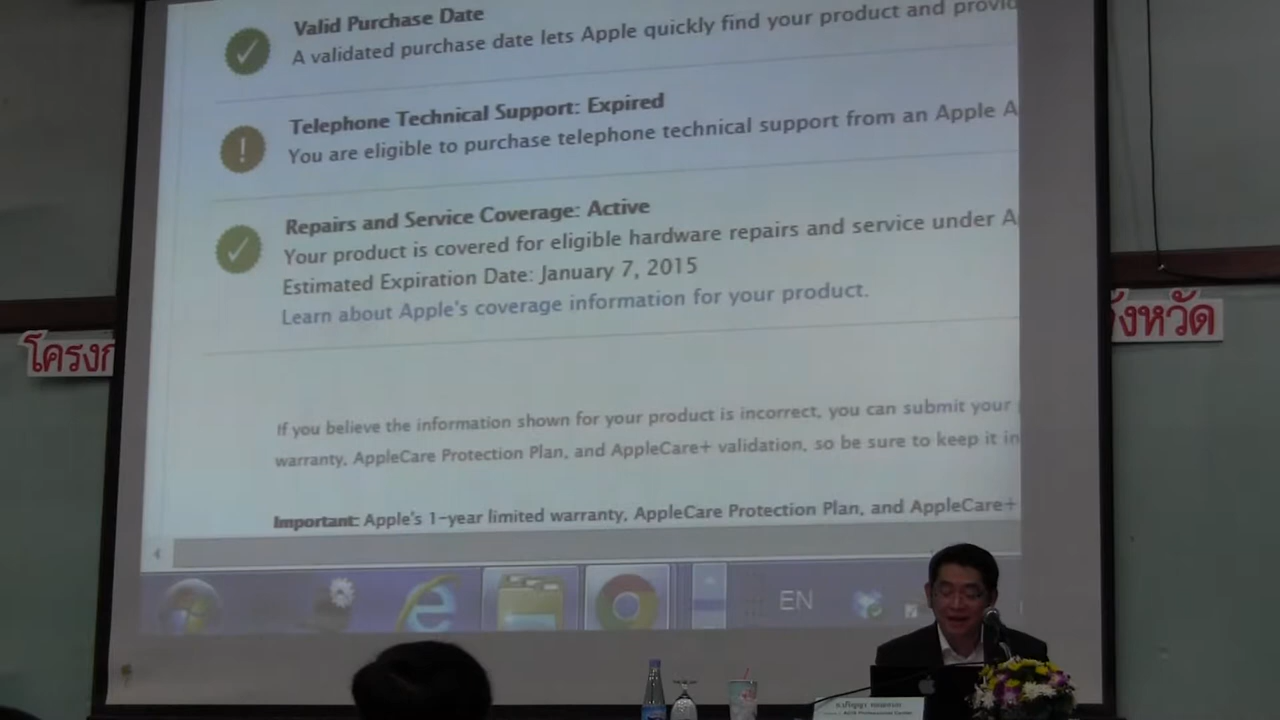 Valid Purchase Date
A validated purchase date lets Apple quickly find your product and provid
Telephone Technical Support: Expired
You are eligible to purchase telephone technical support from an Apple A
Repairs and Service Coverage: Active
Your product is covered for eligible hardware repairs and service under A
Estimated Expiration Date: January 7, 2015
Learn about Apple's coverage information for your product.
If you believe the information shown for your product is incorrect, you can submit your
warranty, AppleCare Protection Plan, and AppleCare+ validation, so be sure to keep it in
Important: Apple's 1-year limited warranty, AppleCare Protection Plan, and AppleCare+
EN
โครงก
ังหวัด